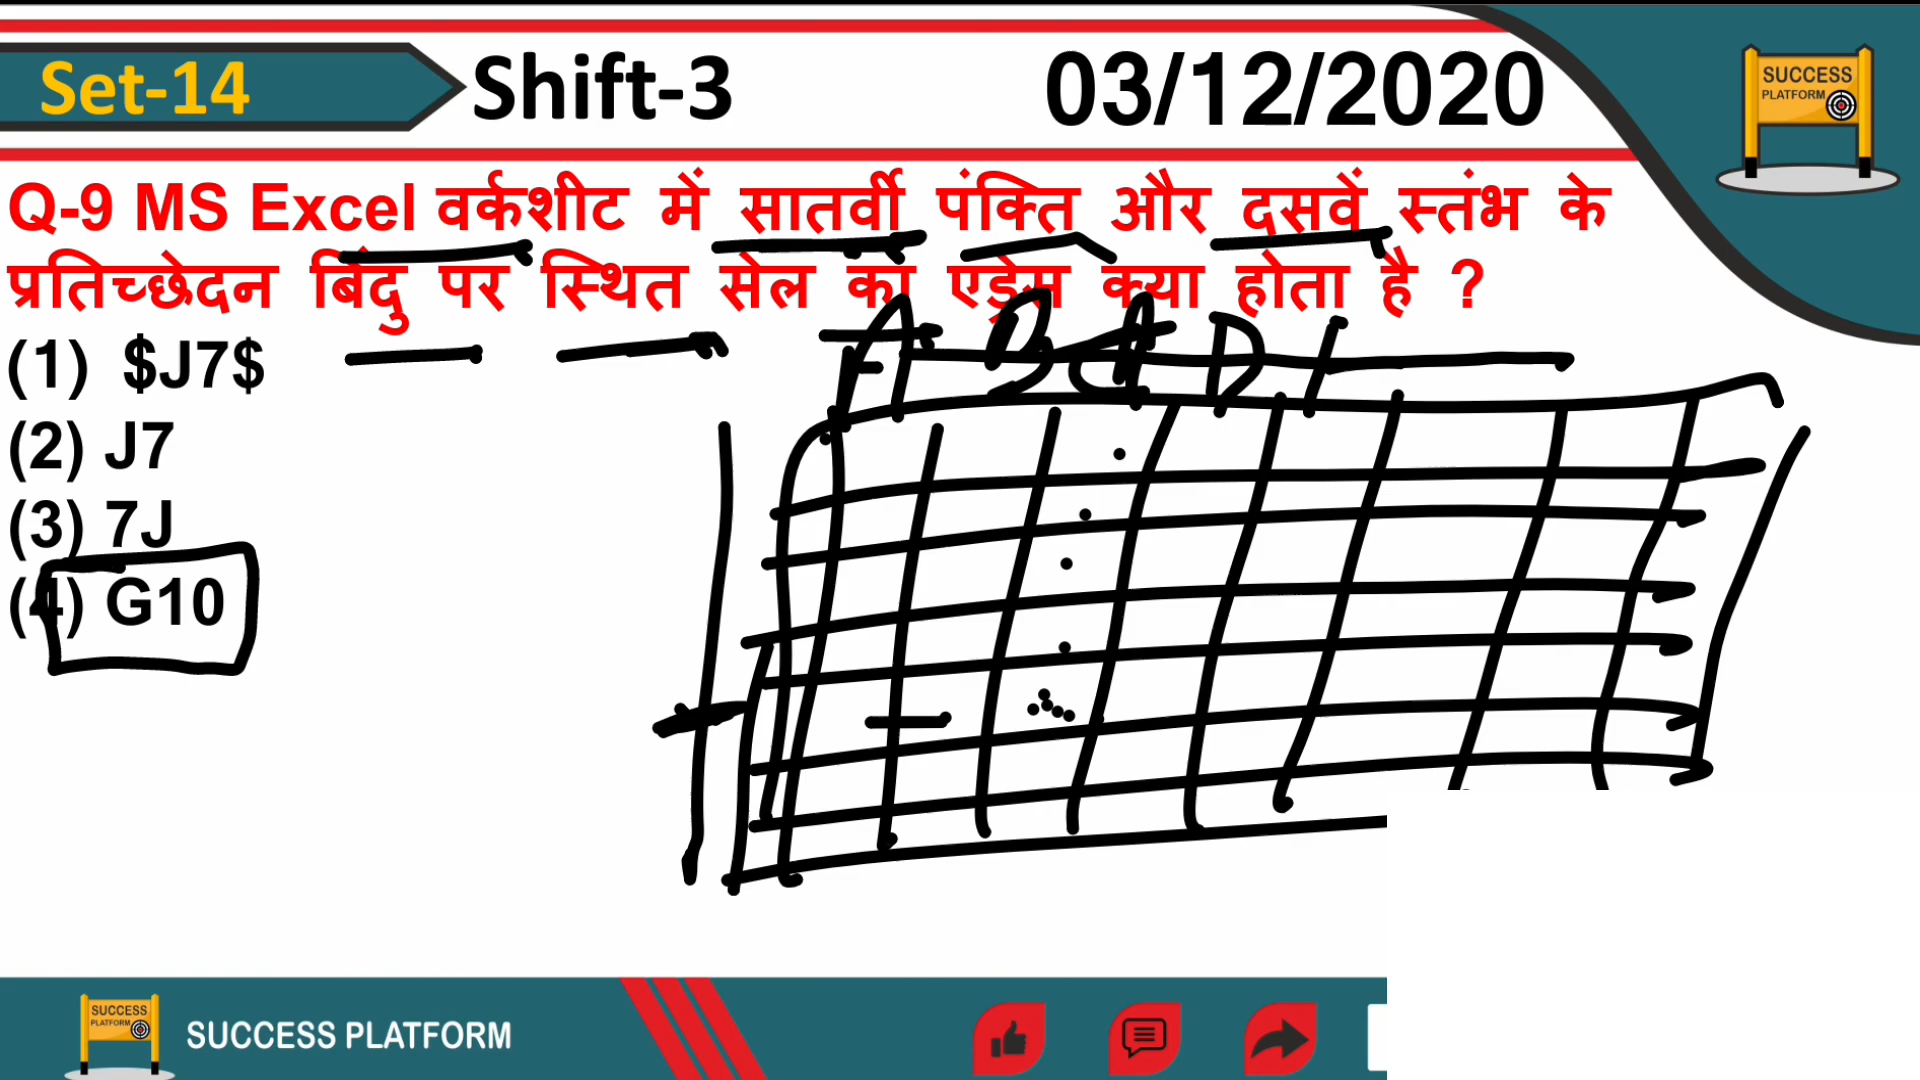 Set-14
Shift-3
03/12/2020
SUCCESS
PLATFORM
Q-9 MS Excel वर्कशीट में सातवीं पंक्ति और दसवें स्तंभ के
प्रतिच्छेदन बिंदु पर स्थित सेल का एड्रेस क्या होता है ?
(1) $J7$
(2) J7
(3) 7J
(4) G10
A B C D
SUCCESS
PLATFORM
SUCCESS PLATFORM